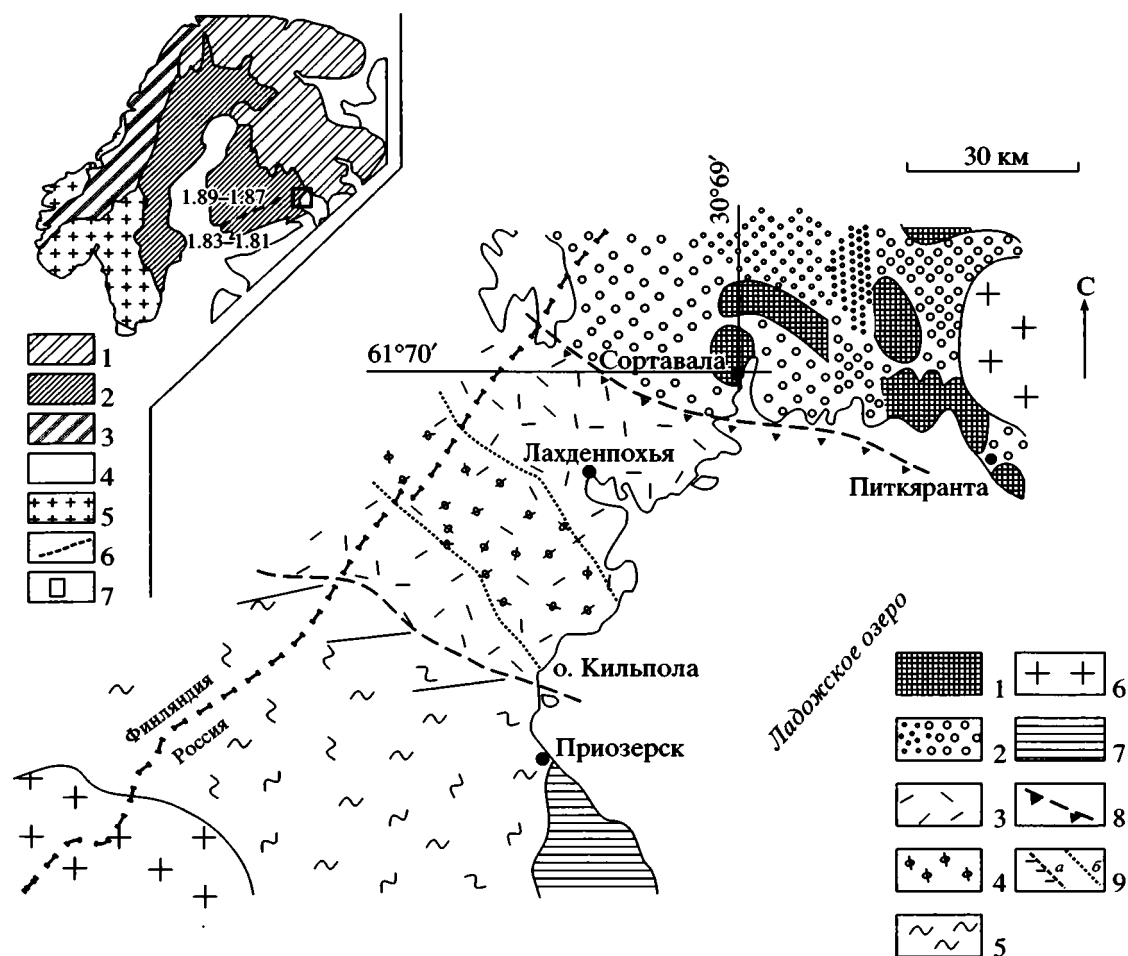 1.89–1.87
1.83–1.81
1
2
3
4
5
6
7
30 км
30°69′
С
61°70′
Сортавала
Лахденпохья
Питкяранта
Ладожское озеро
о. Кильпола
Финляндия
Россия
Приозерск
1
6
2
7
3
8
4
а
б
9
5